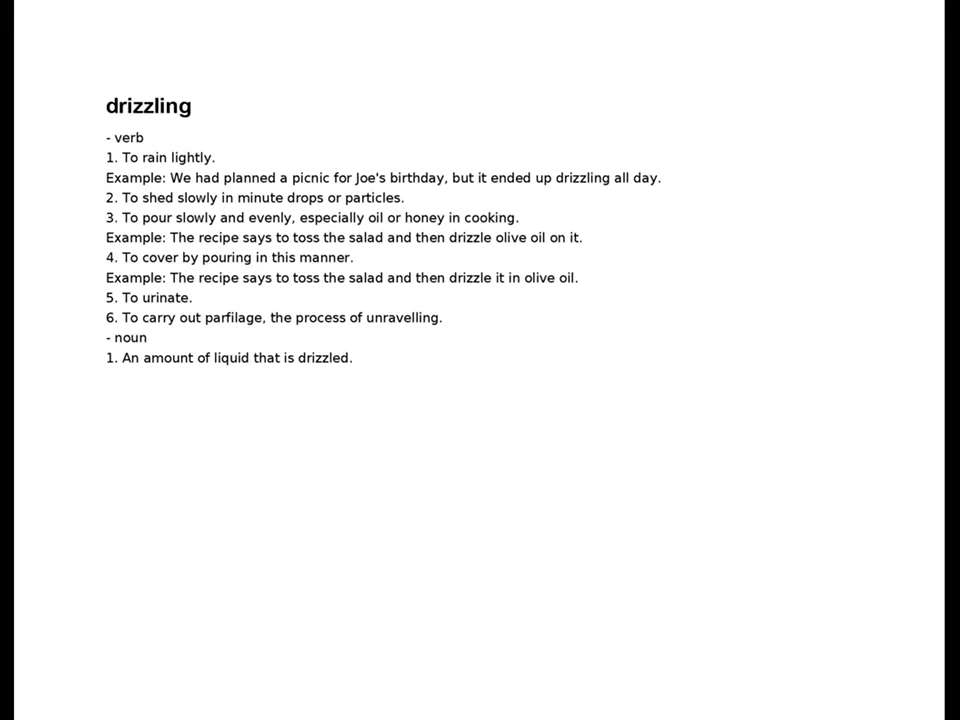 drizzling
- verb
1. To rain lightly.
Example: We had planned a picnic for Joe's birthday, but it ended up drizzling all day.
2. To shed slowly in minute drops or particles.
3. To pour slowly and evenly, especially oil or honey in cooking.
Example: The recipe says to toss the salad and then drizzle olive oil on it.
4. To cover by pouring in this manner.
Example: The recipe says to toss the salad and then drizzle it in olive oil.
5. To urinate.
6. To carry out parfilage, the process of unravelling.
- noun
1. An amount of liquid that is drizzled.